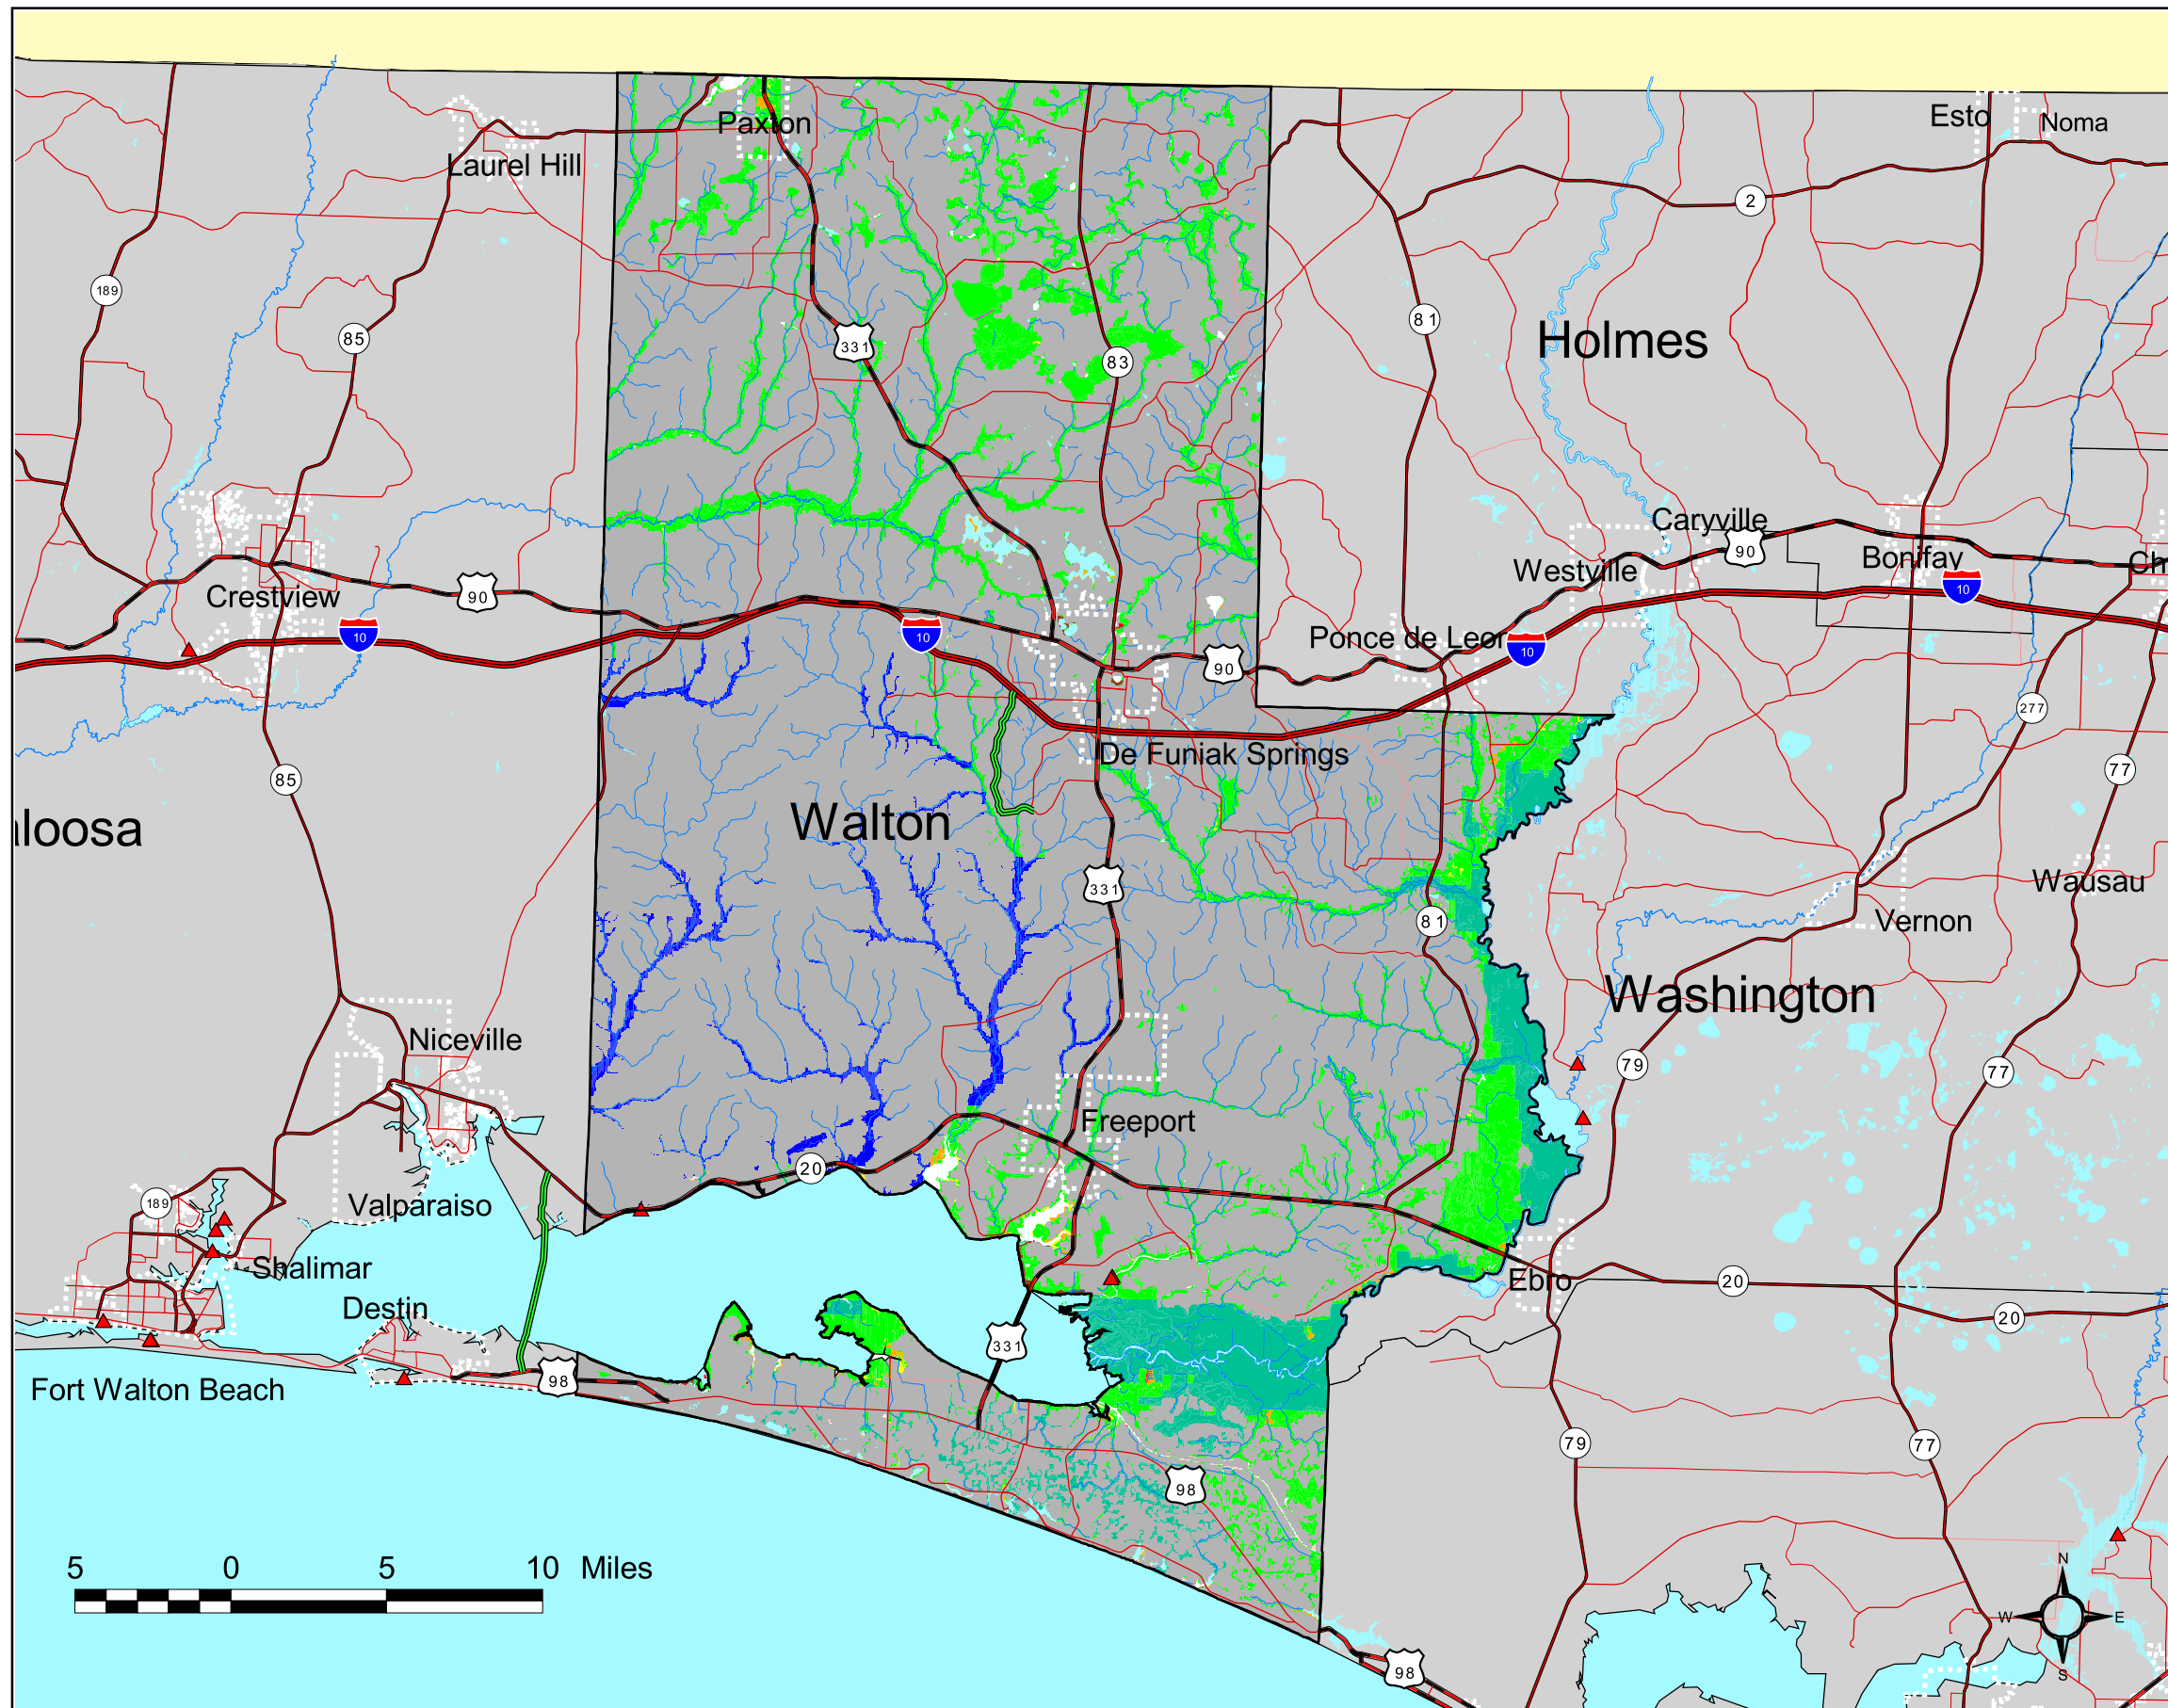 Esto
Noma
Paxton
Laurel Hill
2
189
81
85
331
83
Holmes
Caryville
90
Westville
Bonifay
Ch
10
90
Crestview
10
10
Ponce de Leon
10
90
277
De Funiak Springs
77
85
Walton
aloosa
331
Wausau
81
Vernon
Washington
Niceville
79
77
Freeport
20
189
Valparaiso
Shalimar
Ebro
20
Destin
20
331
98
Fort Walton Beach
79
77
98
5 0 5 10 Miles
N
W E
S
98